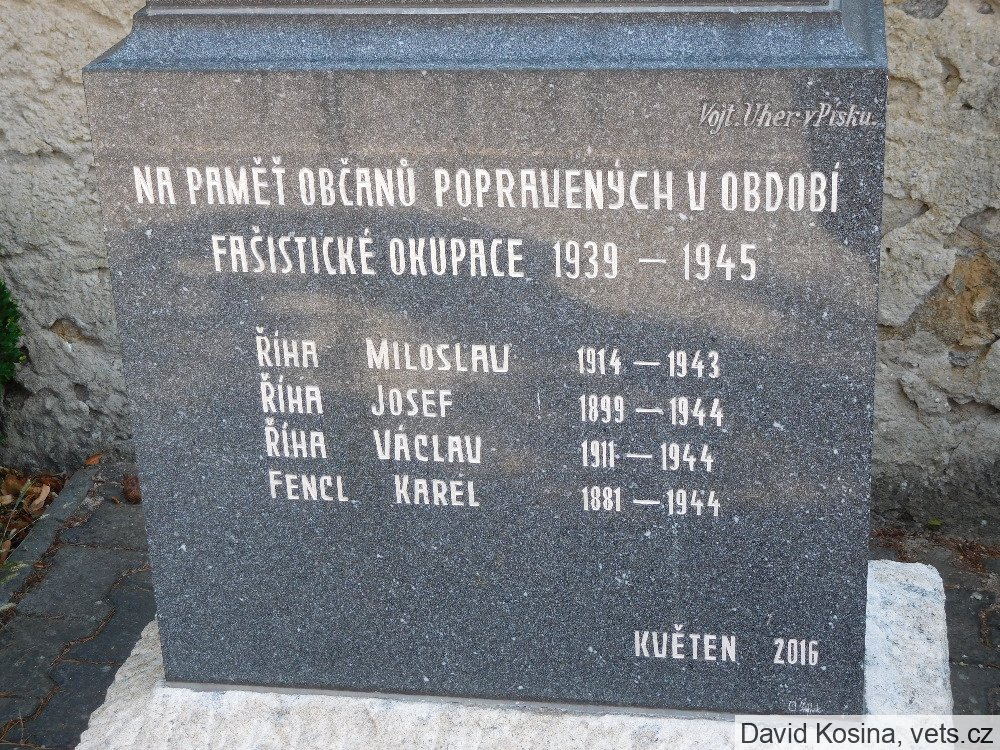 Vojt. Uher v Písku.
NA PAMĚŤ OBČANŮ POPRAVENÝCH V OBDOBÍ
FAŠISTICKÉ OKUPACE 1939 – 1945
ŘÍHA MILOSLAV 1914 – 1943
ŘÍHA JOSEF 1899 – 1944
ŘÍHA VÁCLAV 1911 – 1944
FENCL KAREL 1881 – 1944
KVĚTEN 2016
David Kosina, vets.cz